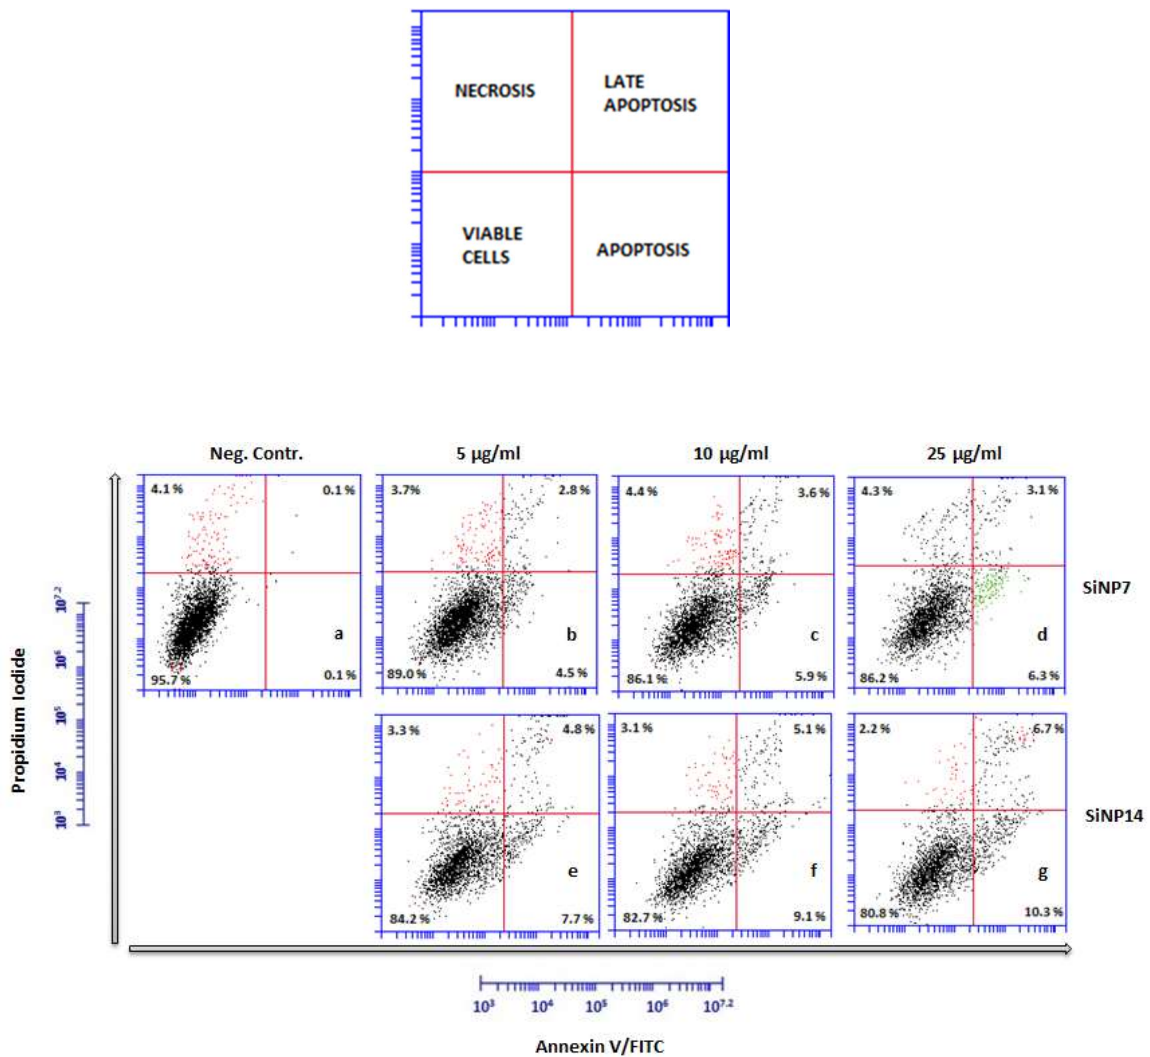 NECROSIS
LATE
APOPTOSIS
VIABLE
CELLS
APOPTOSIS
Neg. Contr.
5 µg/ml
10 µg/ml
25 µg/ml
4.1 %
0.1 %
3.7%
2.8 %
4.4 %
3.6 %
4.3 %
3.1 %
SiNP7
a
b
c
d
95.7 %
0.1 %
89.0 %
4.5 %
86.1 %
5.9 %
86.2 %
6.3 %
3.3 %
4.8 %
3.1 %
5.1 %
2.2 %
6.7 %
SiNP14
e
f
g
84.2 %
7.7 %
82.7 %
9.1 %
80.8 %
10.3 %
Propidium Iodide
10^7.2
10^6
10^5
10^4
10^3
10^3 10^4 10^5 10^6 10^7.2
Annexin V/FITC